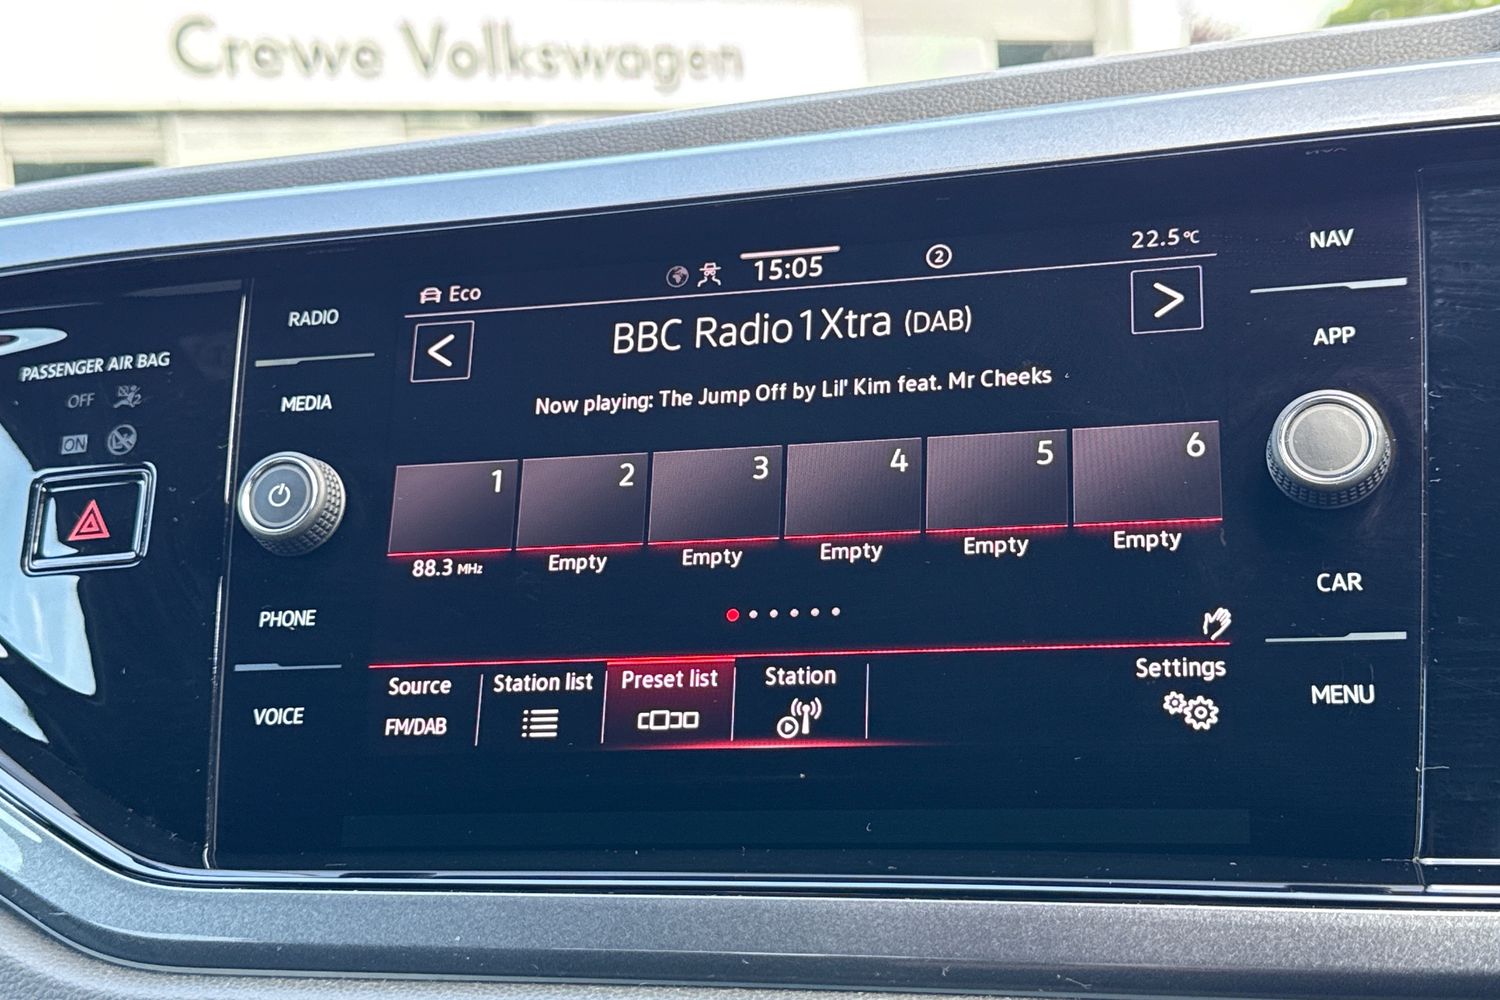 Crewe Volkswagen
PASSENGER AIR BAG
OFF
ON
RADIO
MEDIA
PHONE
VOICE
Eco
15:05
2
22.5°C
< BBC Radio 1Xtra (DAB) >
Now playing: The Jump Off by Lil' Kim feat. Mr Cheeks
1 2 3 4 5 6
88.3 MHz Empty Empty Empty Empty Empty
Source Station list Preset list Station Settings
FM/DAB
NAV
APP
CAR
MENU